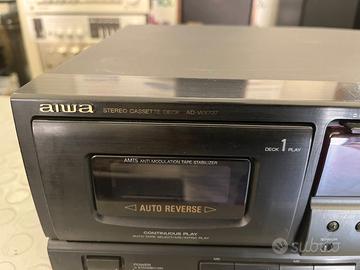 aiwa STEREO CASSETTE DECK AD-WX727
DECK 1 PLAY
AMTS ANTI MODULATION TAPE STABILIZER
◁ AUTO REVERSE ▷
CONTINUOUS PLAY
POWER
subito